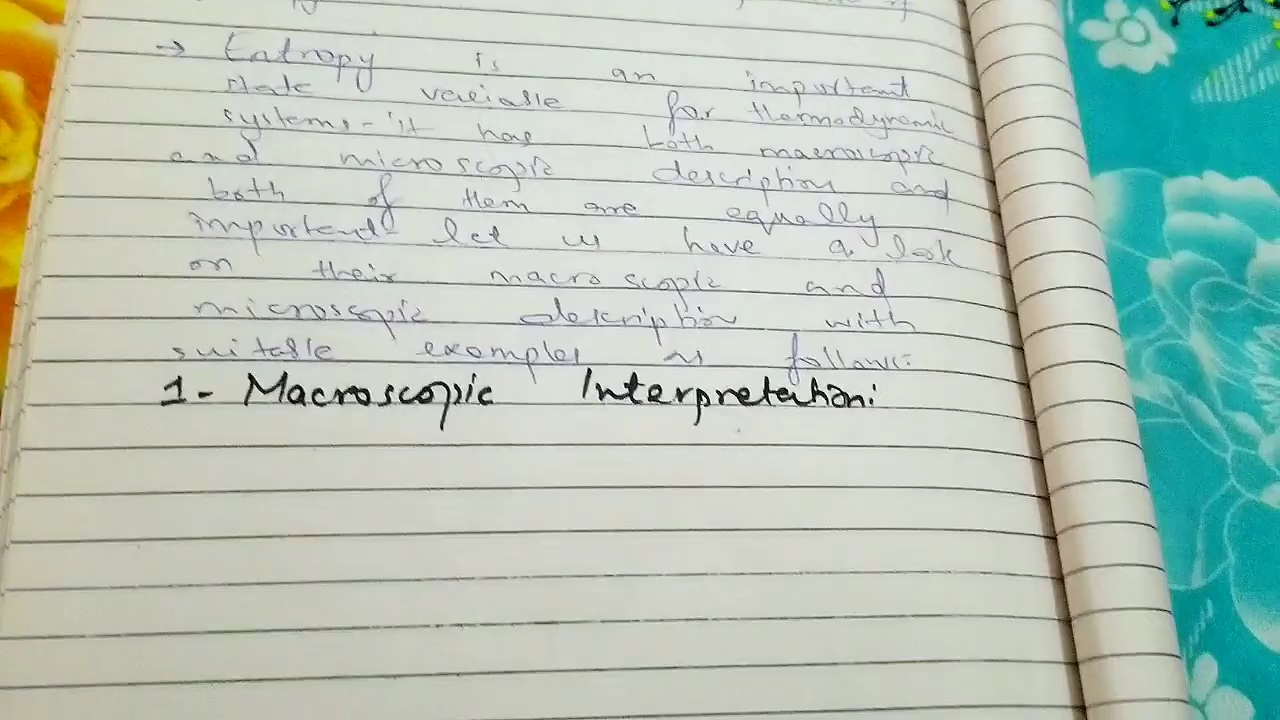 → Entropy is an important
state variable for thermodynamic
systems - it has both macroscopic
and microscopic description and
both of them are equally
important let us have a look
on their macroscopic and
microscopic description with
suitable examples as follows:
1- Macroscopic Interpretation: